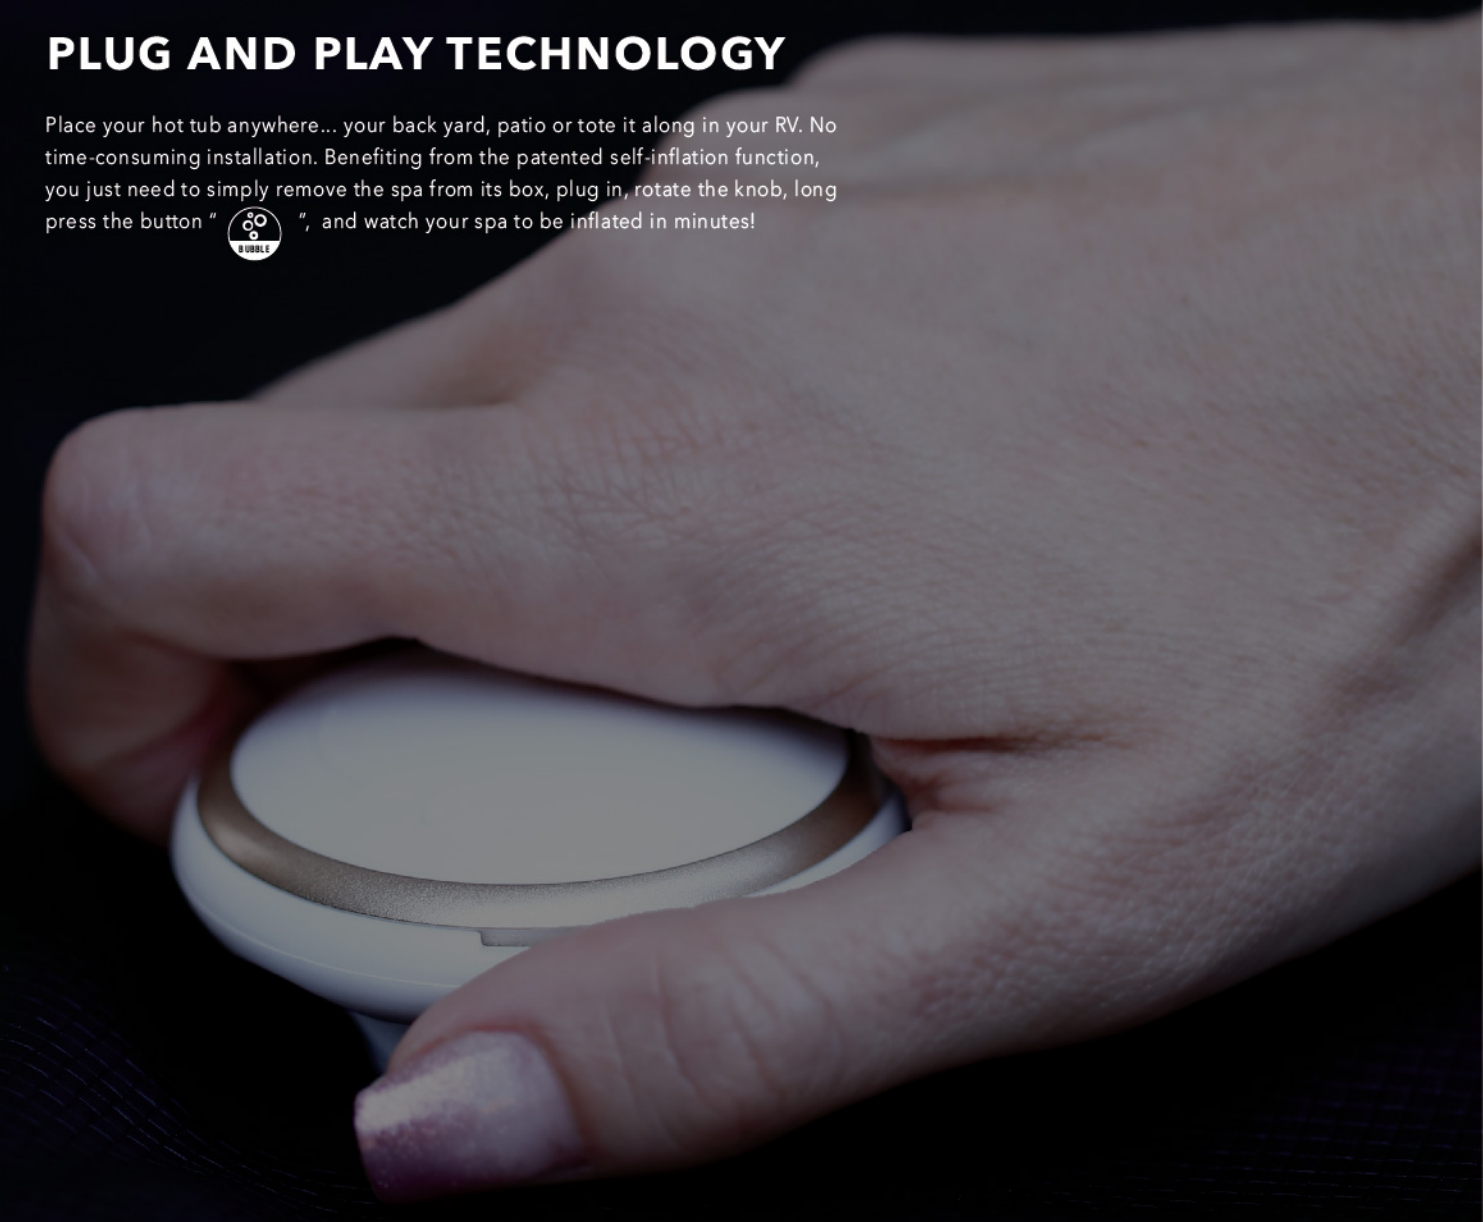 PLUG AND PLAY TECHNOLOGY
Place your hot tub anywhere... your back yard, patio or tote it along in your RV. No
time-consuming installation. Benefiting from the patented self-inflation function,
you just need to simply remove the spa from its box, plug in, rotate the knob, long
press the button “ BUBBLE ”, and watch your spa to be inflated in minutes!